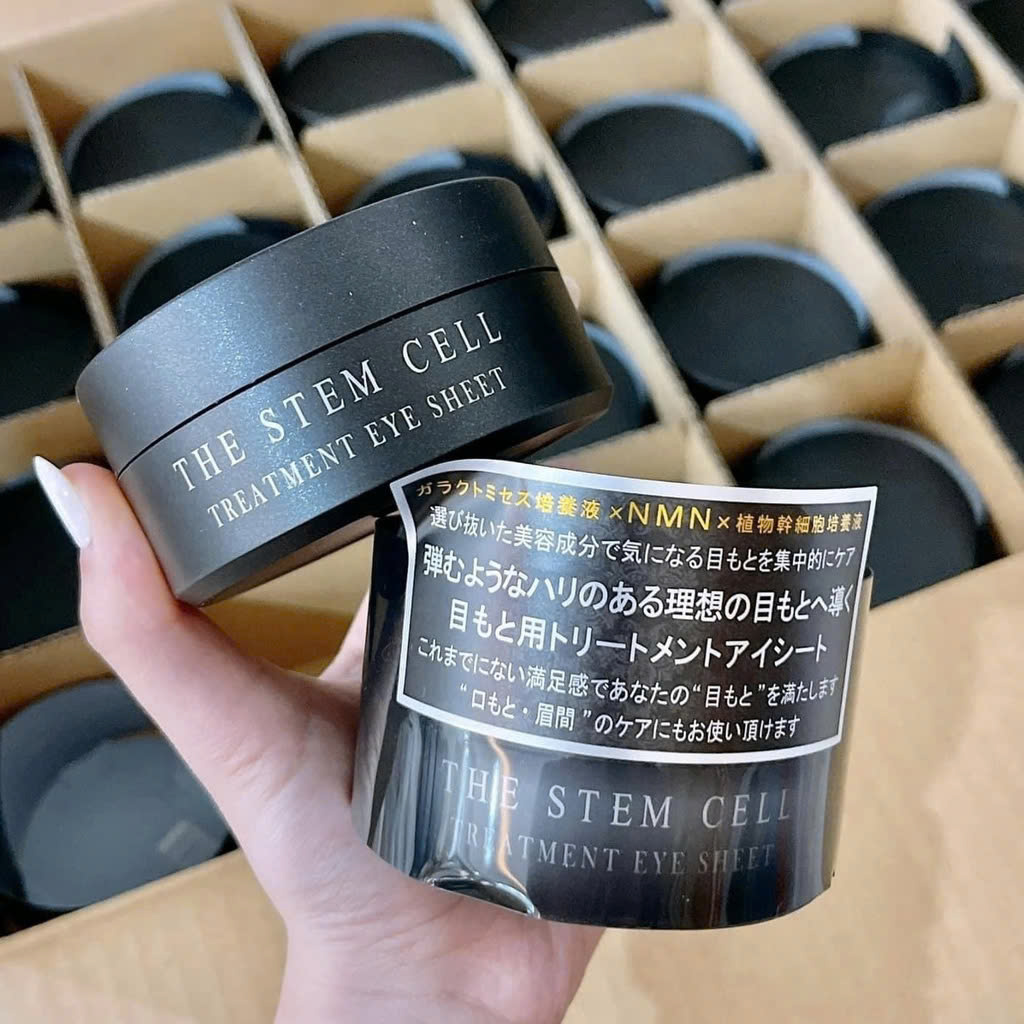 THE STEM CELL
TREATMENT EYE SHEET
ガラクトミセス培養液×NMN×植物幹細胞培養液
選び抜いた美容成分で気になる目もとを集中的にケア
弾むようなハリのある理想の目もとへ導く
目もと用トリートメントアイシート
これまでにない満足感であなたの“目もと”を満たします
“口もと・眉間”のケアにもお使い頂けます
THE STEM CELL
TREATMENT EYE SHEET